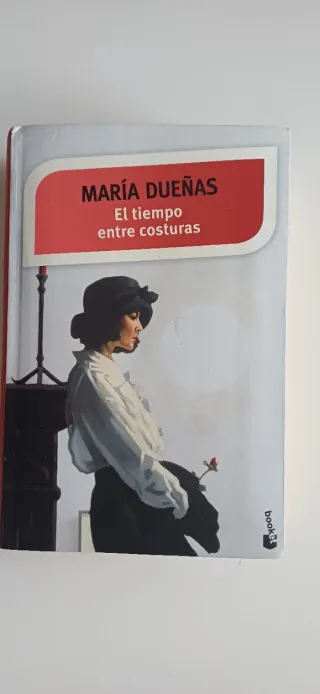 MARÍA DUEÑAS
El tiempo
entre costuras
booket